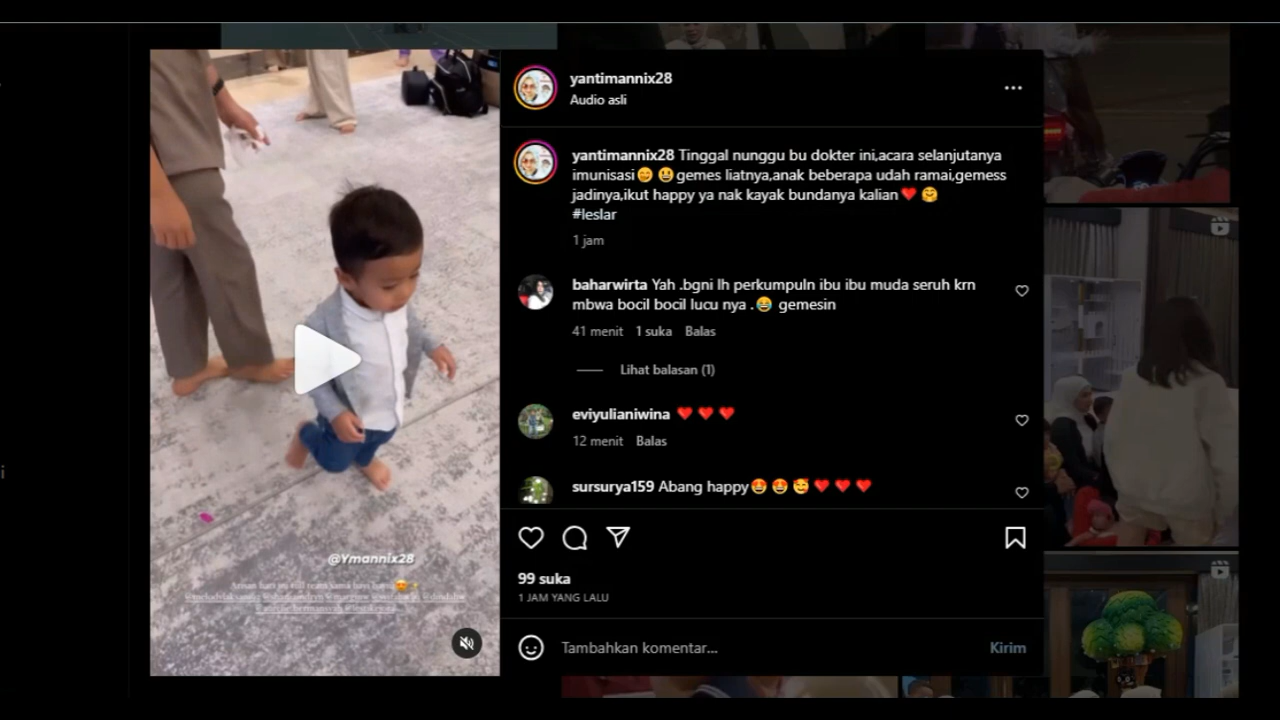 yantimannix28
Audio asli
yantimannix28 Tinggal nunggu bu dokter ini,acara selanjutanya
imunisasi😁😃gemes liatnya,anak beberapa udah ramai,gemess
jadinya,ikut happy ya nak kayak bundanya kalian❤️🤗
#leslar
1 jam
baharwirta Yah .bgni lh perkumpuln ibu ibu muda seruh krn
mbwa bocil bocil lucu nya .😂 gemesin
41 menit 1 suka Balas
Lihat balasan (1)
eviyulianiwina ❤️❤️❤️
12 menit Balas
sursurya159 Abang happy🤩🤩🥰❤️❤️❤️
99 suka
1 JAM YANG LALU
Tambahkan komentar...
Kirim
@Ymannix28